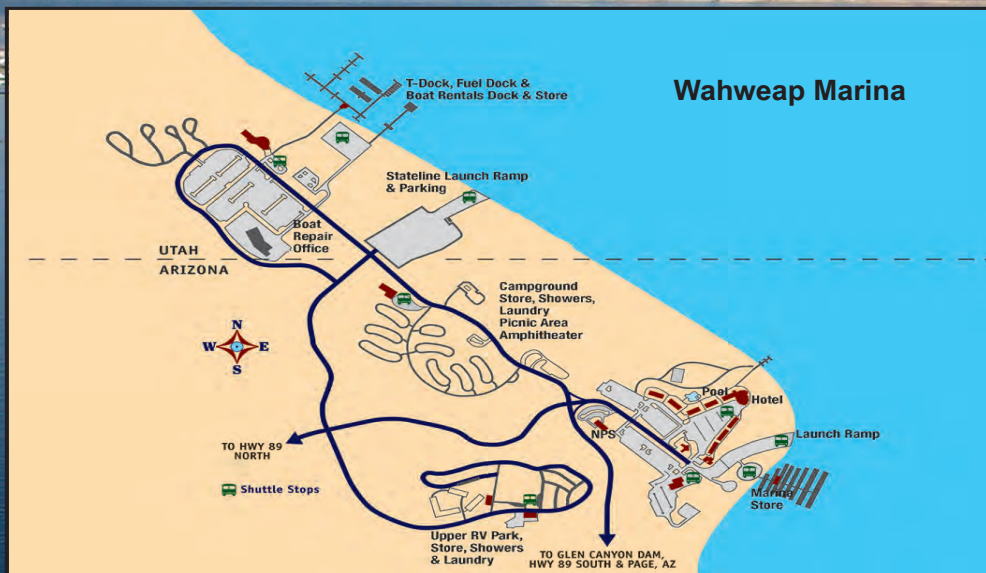 Wahweap Marina
T-Dock, Fuel Dock &
Boat Rentals Dock & Store
Stateline Launch Ramp
& Parking
Boat
Repair
Office
UTAH
ARIZONA
Campground
Store, Showers,
Laundry
Picnic Area
Amphitheater
N
W E
S
Pool
Hotel
NPS
Launch Ramp
TO HWY 89
NORTH
Shuttle Stops
Marina
Store
Upper RV Park,
Store, Showers
& Laundry
TO GLEN CANYON DAM,
HWY 89 SOUTH & PAGE, AZ